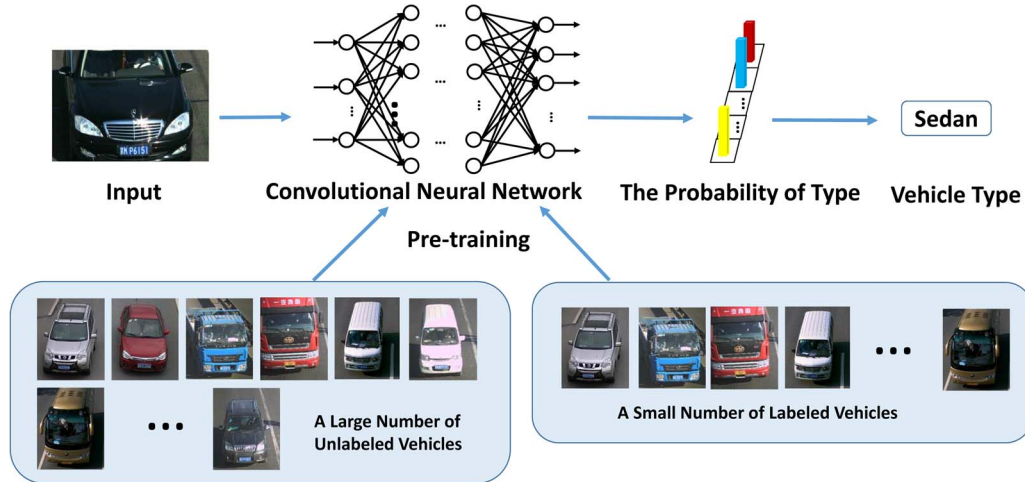 Sedan
Input
Convolutional Neural Network
The Probability of Type
Vehicle Type
Pre-training
A Large Number of
Unlabeled Vehicles
A Small Number of Labeled Vehicles